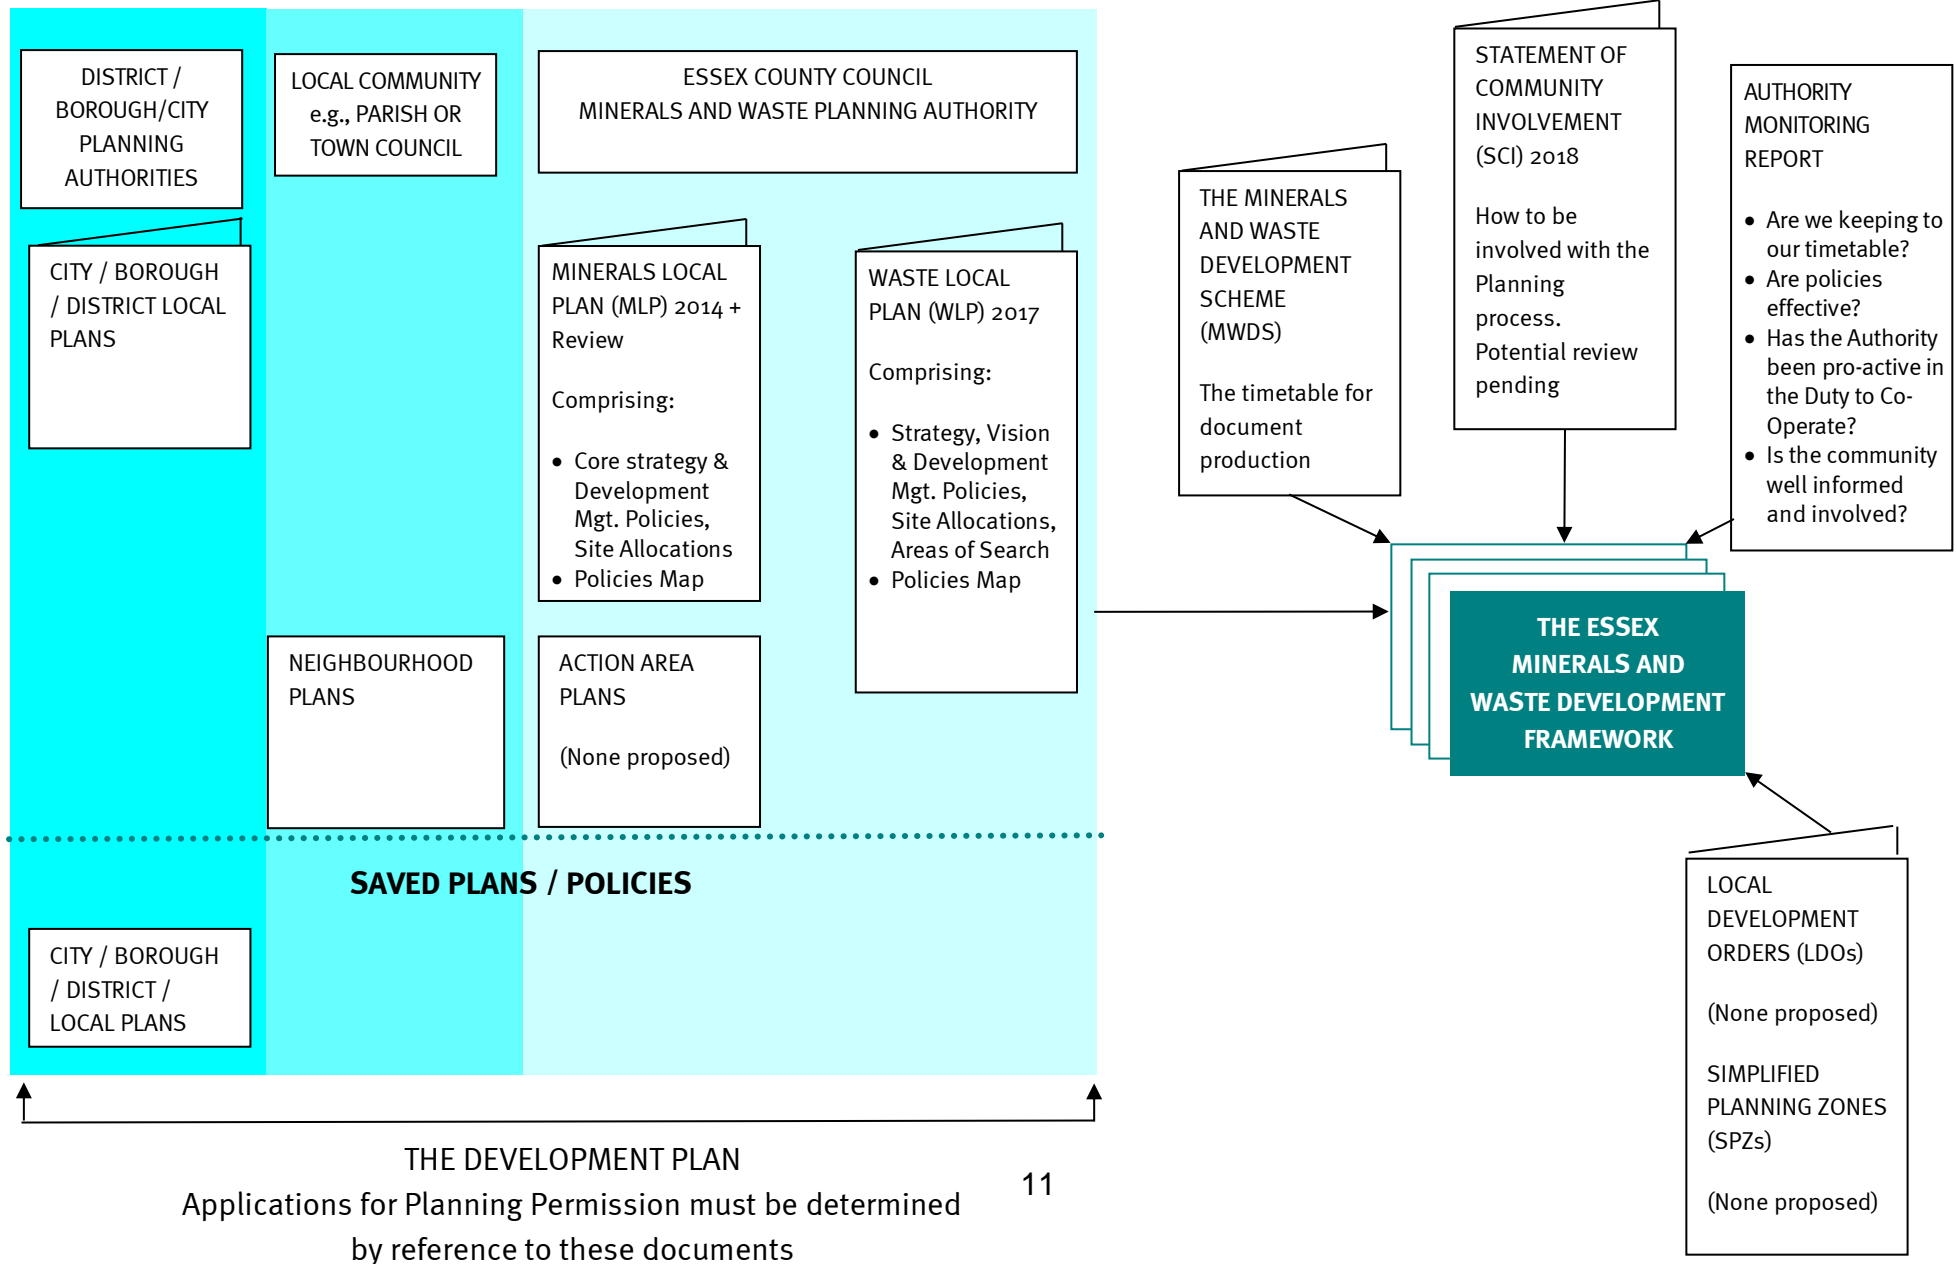 DISTRICT /
BOROUGH/CITY
PLANNING
AUTHORITIES
LOCAL COMMUNITY
e.g., PARISH OR
TOWN COUNCIL
ESSEX COUNTY COUNCIL
MINERALS AND WASTE PLANNING AUTHORITY
CITY / BOROUGH
/ DISTRICT LOCAL
PLANS
MINERALS LOCAL
PLAN (MLP) 2014 +
Review
Comprising:
• Core strategy &
Development
Mgt. Policies,
Site Allocations
• Policies Map
WASTE LOCAL
PLAN (WLP) 2017
Comprising:
• Strategy, Vision
& Development
Mgt. Policies,
Site Allocations,
Areas of Search
• Policies Map
NEIGHBOURHOOD
PLANS
ACTION AREA
PLANS
(None proposed)
SAVED PLANS / POLICIES
CITY / BOROUGH
/ DISTRICT /
LOCAL PLANS
THE DEVELOPMENT PLAN
Applications for Planning Permission must be determined
by reference to these documents
11
THE MINERALS
AND WASTE
DEVELOPMENT
SCHEME
(MWDS)
The timetable for
document
production
STATEMENT OF
COMMUNITY
INVOLVEMENT
(SCI) 2018
How to be
involved with the
Planning
process.
Potential review
pending
AUTHORITY
MONITORING
REPORT
• Are we keeping to
our timetable?
• Are policies
effective?
• Has the Authority
been pro-active in
the Duty to Co-
Operate?
• Is the community
well informed
and involved?
THE ESSEX
MINERALS AND
WASTE DEVELOPMENT
FRAMEWORK
LOCAL
DEVELOPMENT
ORDERS (LDOs)
(None proposed)
SIMPLIFIED
PLANNING ZONES
(SPZs)
(None proposed)